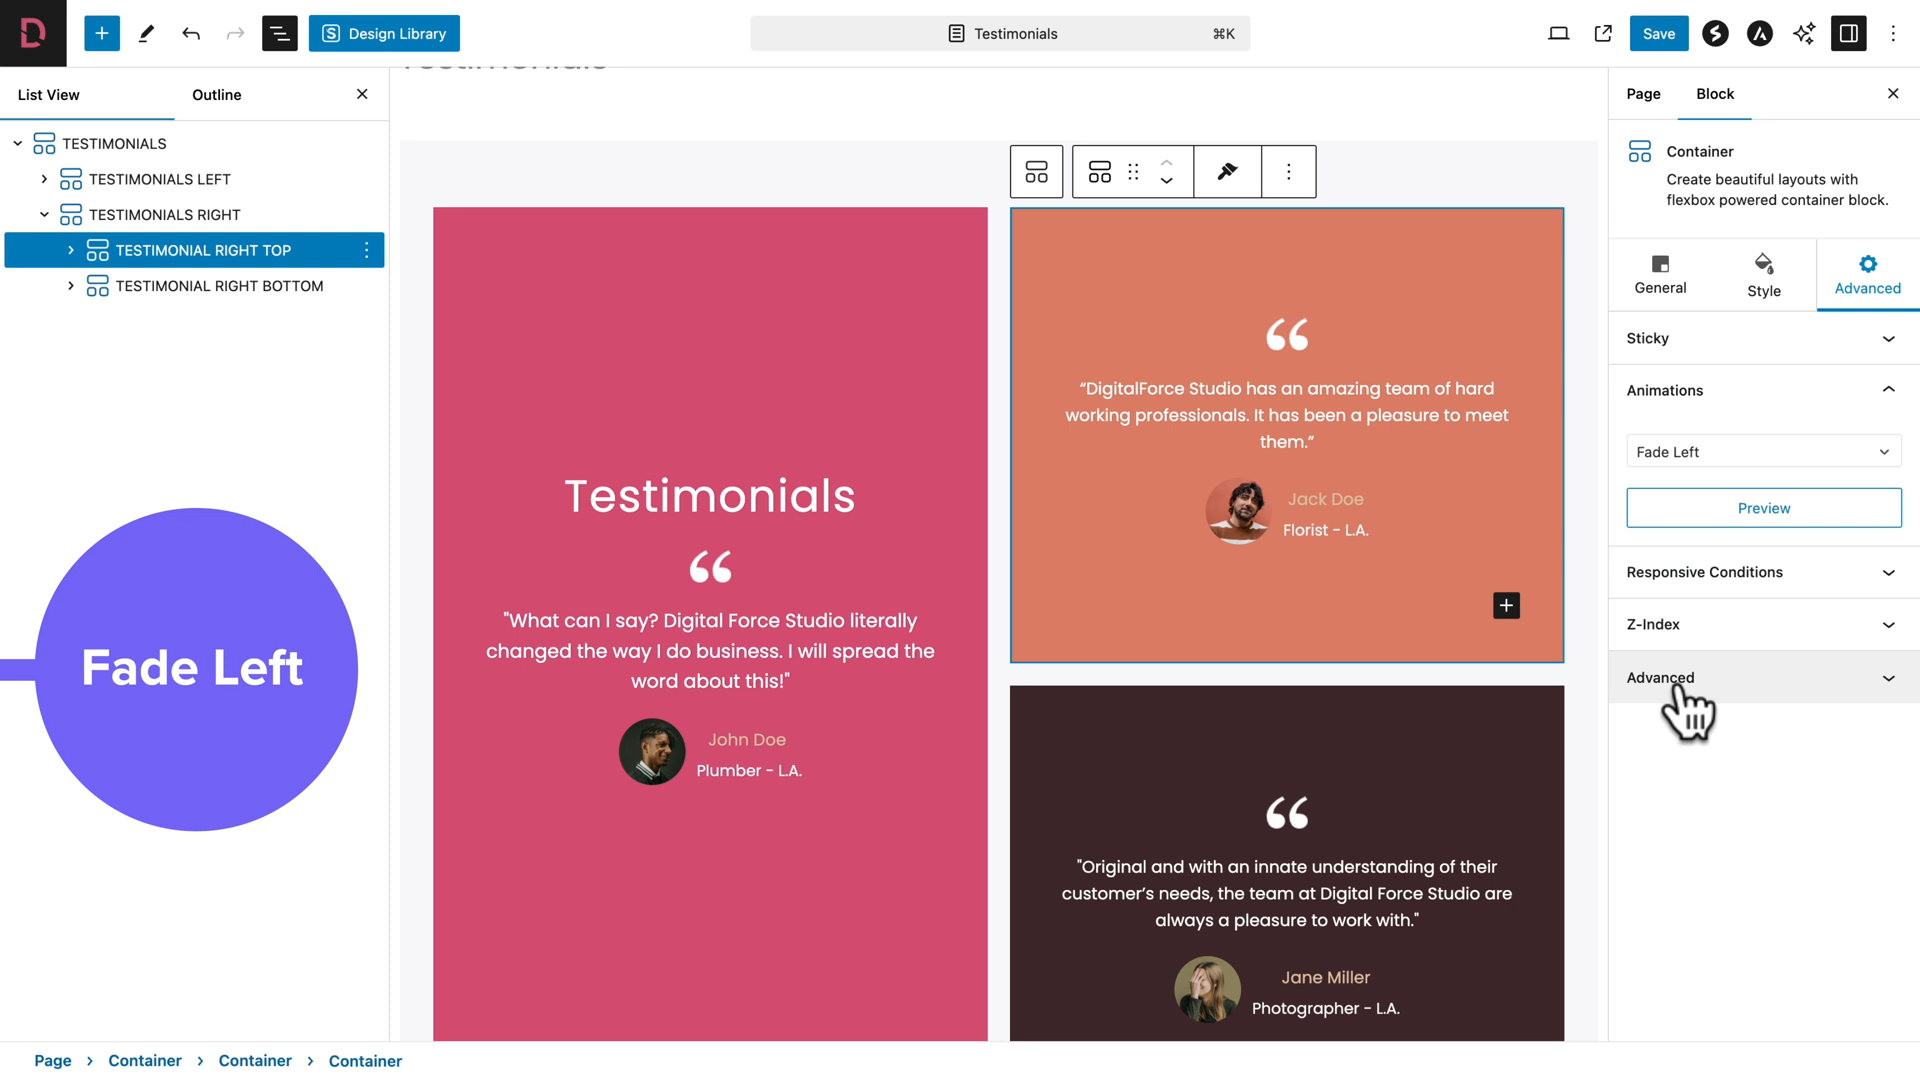 D
Design Library
Testimonials
⌘K
Save
Testimonials
List View
Outline
TESTIMONIALS
TESTIMONIALS LEFT
TESTIMONIALS RIGHT
TESTIMONIAL RIGHT TOP
TESTIMONIAL RIGHT BOTTOM
Fade Left
Testimonials
"What can I say? Digital Force Studio literally
changed the way I do business. I will spread the
word about this!"
John Doe
Plumber - L.A.
“DigitalForce Studio has an amazing team of hard
working professionals. It has been a pleasure to meet
them.”
Jack Doe
Florist - L.A.
"Original and with an innate understanding of their
customer’s needs, the team at Digital Force Studio are
always a pleasure to work with."
Jane Miller
Photographer - L.A.
Page
Block
Container
Create beautiful layouts with
flexbox powered container block.
General
Style
Advanced
Sticky
Animations
Fade Left
Preview
Responsive Conditions
Z-Index
Advanced
Page > Container > Container > Container